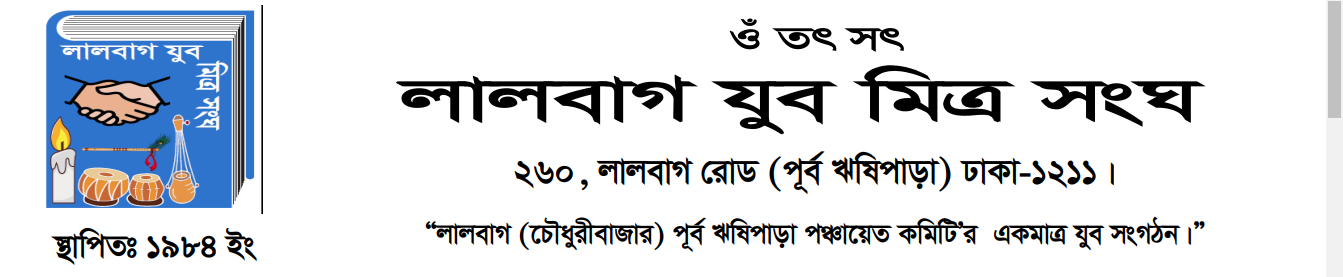 লালবাগ যুব
মিত্র সংঘ
স্থাপিতঃ ১৯৮৪ ইং
ওঁ তৎ সৎ
লালবাগ যুব মিত্র সংঘ
২৬০, লালবাগ রোড (পূর্ব ঋষিপাড়া) ঢাকা-১২১১।
“লালবাগ (চৌধুরীবাজার) পূর্ব ঋষিপাড়া পঞ্চায়েত কমিটি’র একমাত্র যুব সংগঠন।”